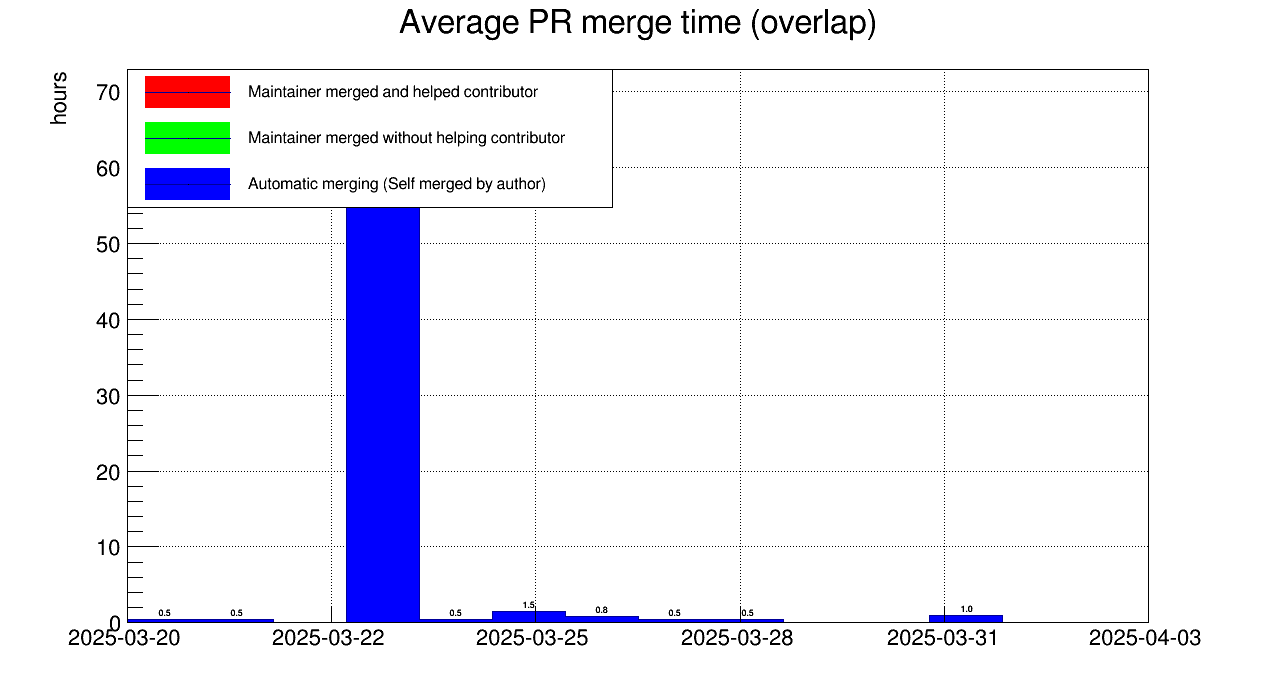 Average PR merge time (overlap)
hours
Maintainer merged and helped contributor
Maintainer merged without helping contributor
Automatic merging (Self merged by author)
70
60
50
40
30
20
10
0
0.5 0.5 0.5 1.5 0.8 0.5 0.5 1.0
2025-03-20 2025-03-22 2025-03-25 2025-03-28 2025-03-31 2025-04-03